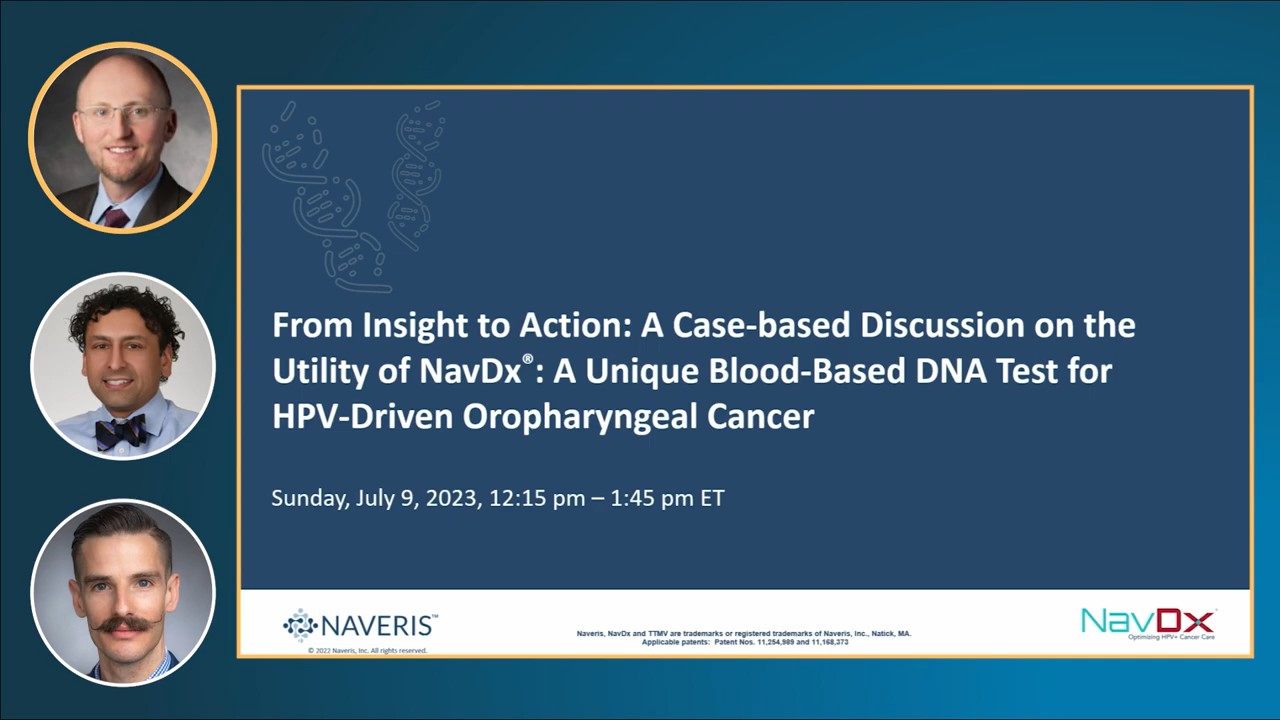 From Insight to Action: A Case-based Discussion on the
Utility of NavDx®: A Unique Blood-Based DNA Test for
HPV-Driven Oropharyngeal Cancer
Sunday, July 9, 2023, 12:15 pm – 1:45 pm ET
NAVERIS™
© 2022 Naveris, Inc. All rights reserved.
Naveris, NavDx and TTMV are trademarks or registered trademarks of Naveris, Inc., Natick, MA.
Applicable patents: Patent Nos. 11,254,989 and 11,168,373
NavDx
Optimizing HPV+ Cancer Care